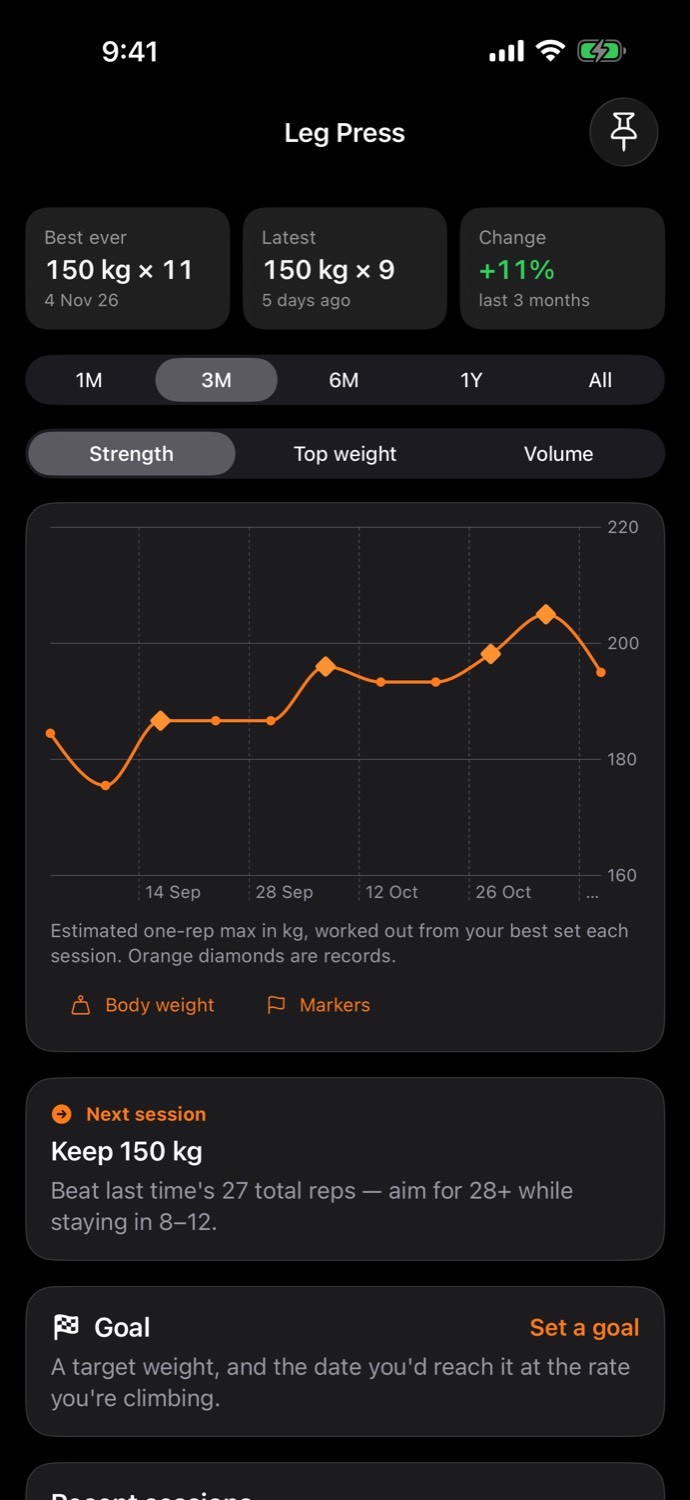 9:41
Leg Press
Best ever
150 kg × 11
4 Nov 26
Latest
150 kg × 9
5 days ago
Change
+11%
last 3 months
1M 3M 6M 1Y All
Strength Top weight Volume
220
200
180
160
14 Sep 28 Sep 12 Oct 26 Oct ...
Estimated one-rep max in kg, worked out from your best set each
session. Orange diamonds are records.
Body weight Markers
Next session
Keep 150 kg
Beat last time's 27 total reps — aim for 28+ while
staying in 8–12.
Goal
Set a goal
A target weight, and the date you'd reach it at the rate
you're climbing.
Recent sessions